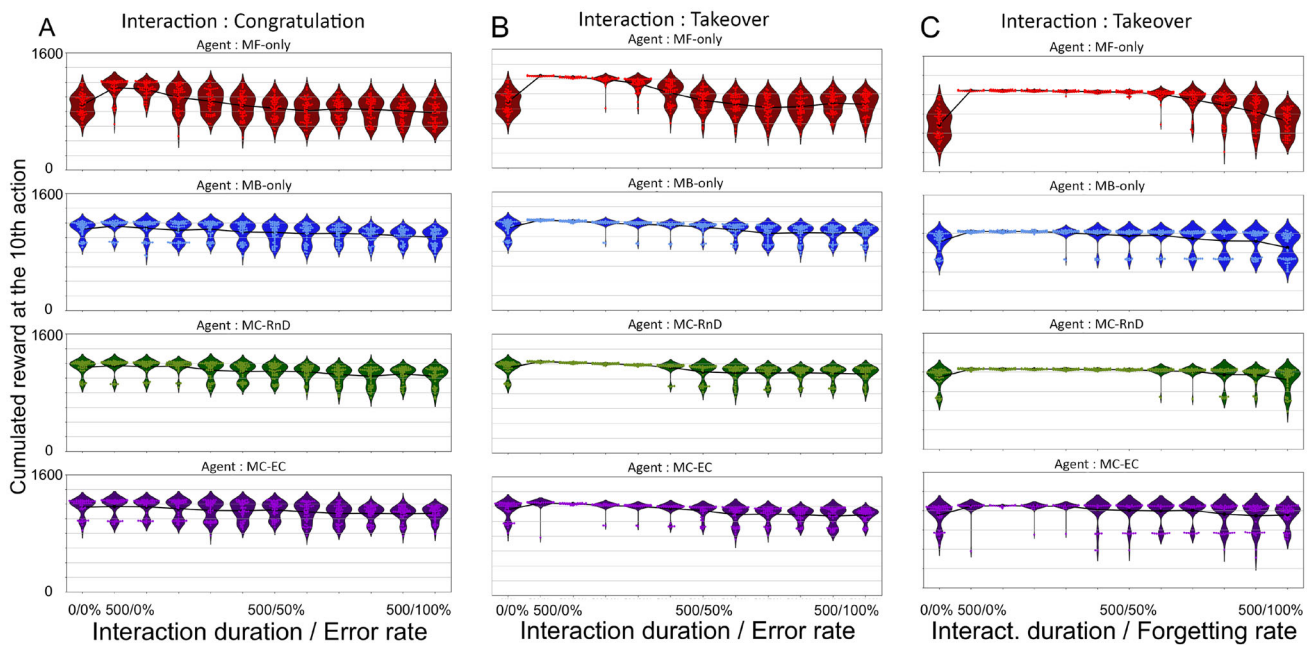 A
Interaction : Congratulation
Agent : MF-only
1600
0
Agent : MB-only
1600
0
Agent : MC-RnD
1600
0
Agent : MC-EC
1600
0
Cumulated reward at the 10th action
0/0% 500/0% 500/50% 500/100%
Interaction duration / Error rate
B
Interaction : Takeover
Agent : MF-only
Agent : MB-only
Agent : MC-RnD
Agent : MC-EC
0/0% 500/0% 500/50% 500/100%
Interaction duration / Error rate
C
Interaction : Takeover
Agent : MF-only
Agent : MB-only
Agent : MC-RnD
Agent : MC-EC
0/0% 500/0% 500/50% 500/100%
Interact. duration / Forgetting rate